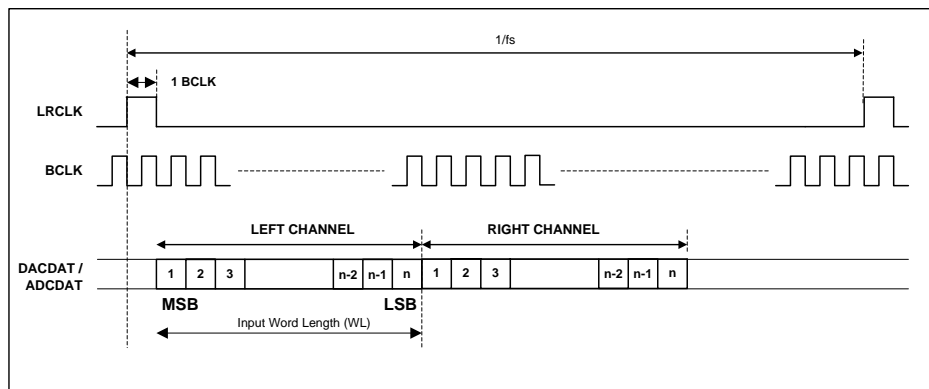 1/fs
1 BCLK
LRCLK
BCLK
LEFT CHANNEL
RIGHT CHANNEL
DACDAT /
ADCDAT
1 2 3 n-2 n-1 n 1 2 3 n-2 n-1 n
MSB
LSB
Input Word Length (WL)